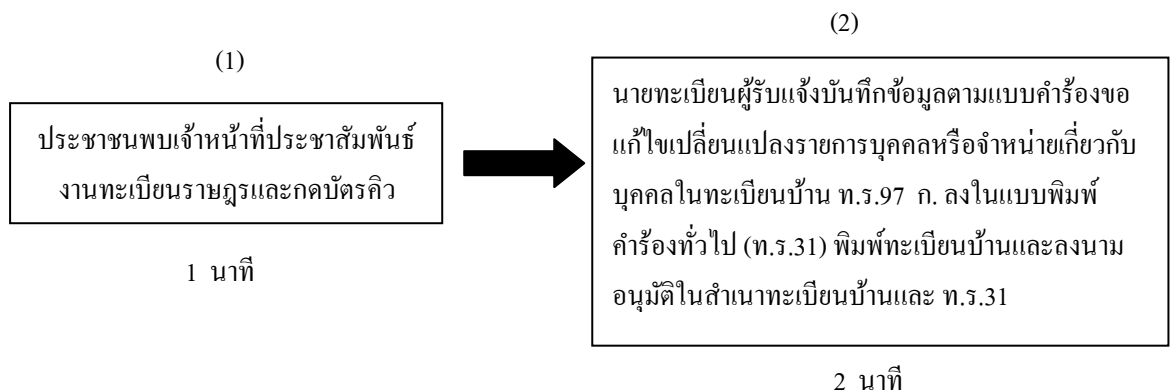 (1)
ประชาชนพบเจ้าหน้าที่ประชาสัมพันธ์
งานทะเบียนราษฎรและกดบัตรคิว
1 นาที
(2)
นายทะเบียนผู้รับแจ้งบันทึกข้อมูลตามแบบคำร้องขอ
แก้ไขเปลี่ยนแปลงรายการบุคคลหรือจำหน่ายเกี่ยวกับ
บุคคลในทะเบียนบ้าน ท.ร.97 ก. ลงในแบบพิมพ์
คำร้องทั่วไป (ท.ร.31) พิมพ์ทะเบียนบ้านและลงนาม
อนุมัติในสำเนาทะเบียนบ้านและ ท.ร.31
2 นาที